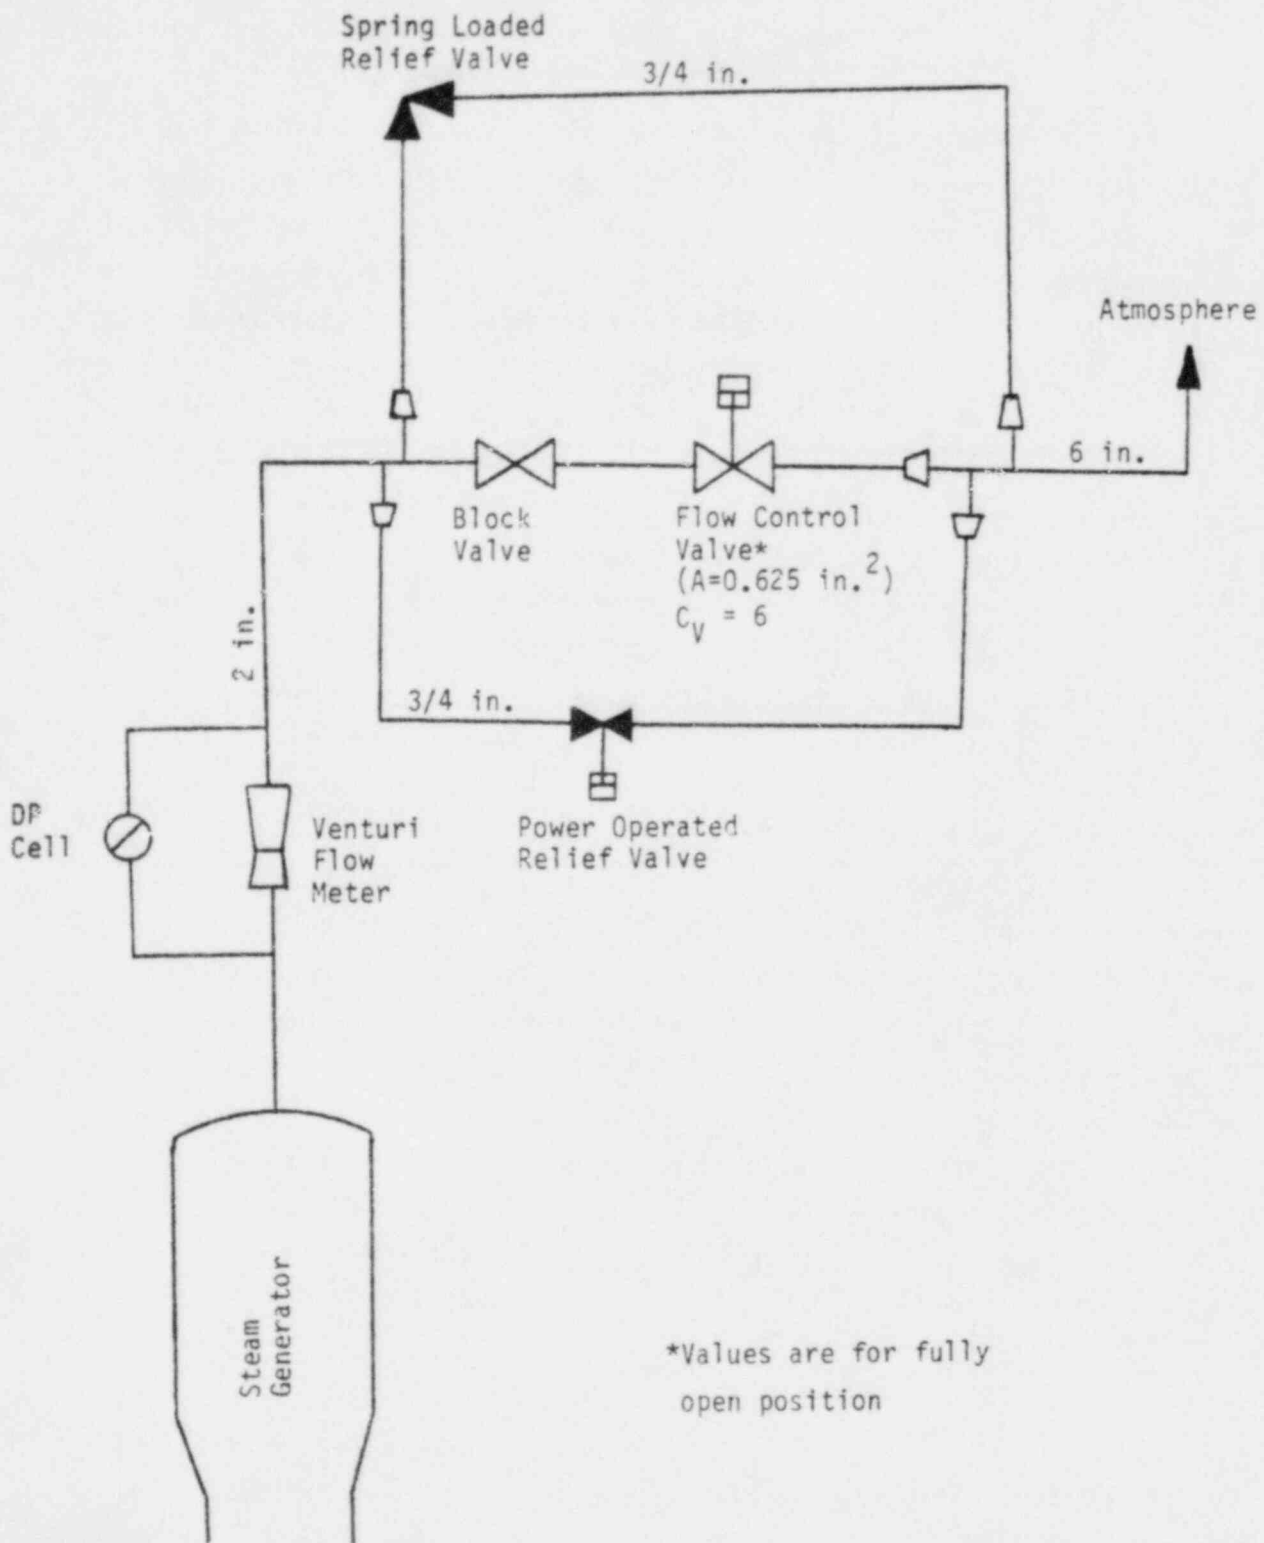 Spring Loaded
Relief Valve
3/4 in.
Atmosphere
6 in.
Block
Valve
Flow Control
Valve*
(A=0.625 in.²)
C_V = 6
2 in.
3/4 in.
DP
Cell
Venturi
Flow
Meter
Power Operated
Relief Valve
Steam
Generator
*Values are for fully
open position